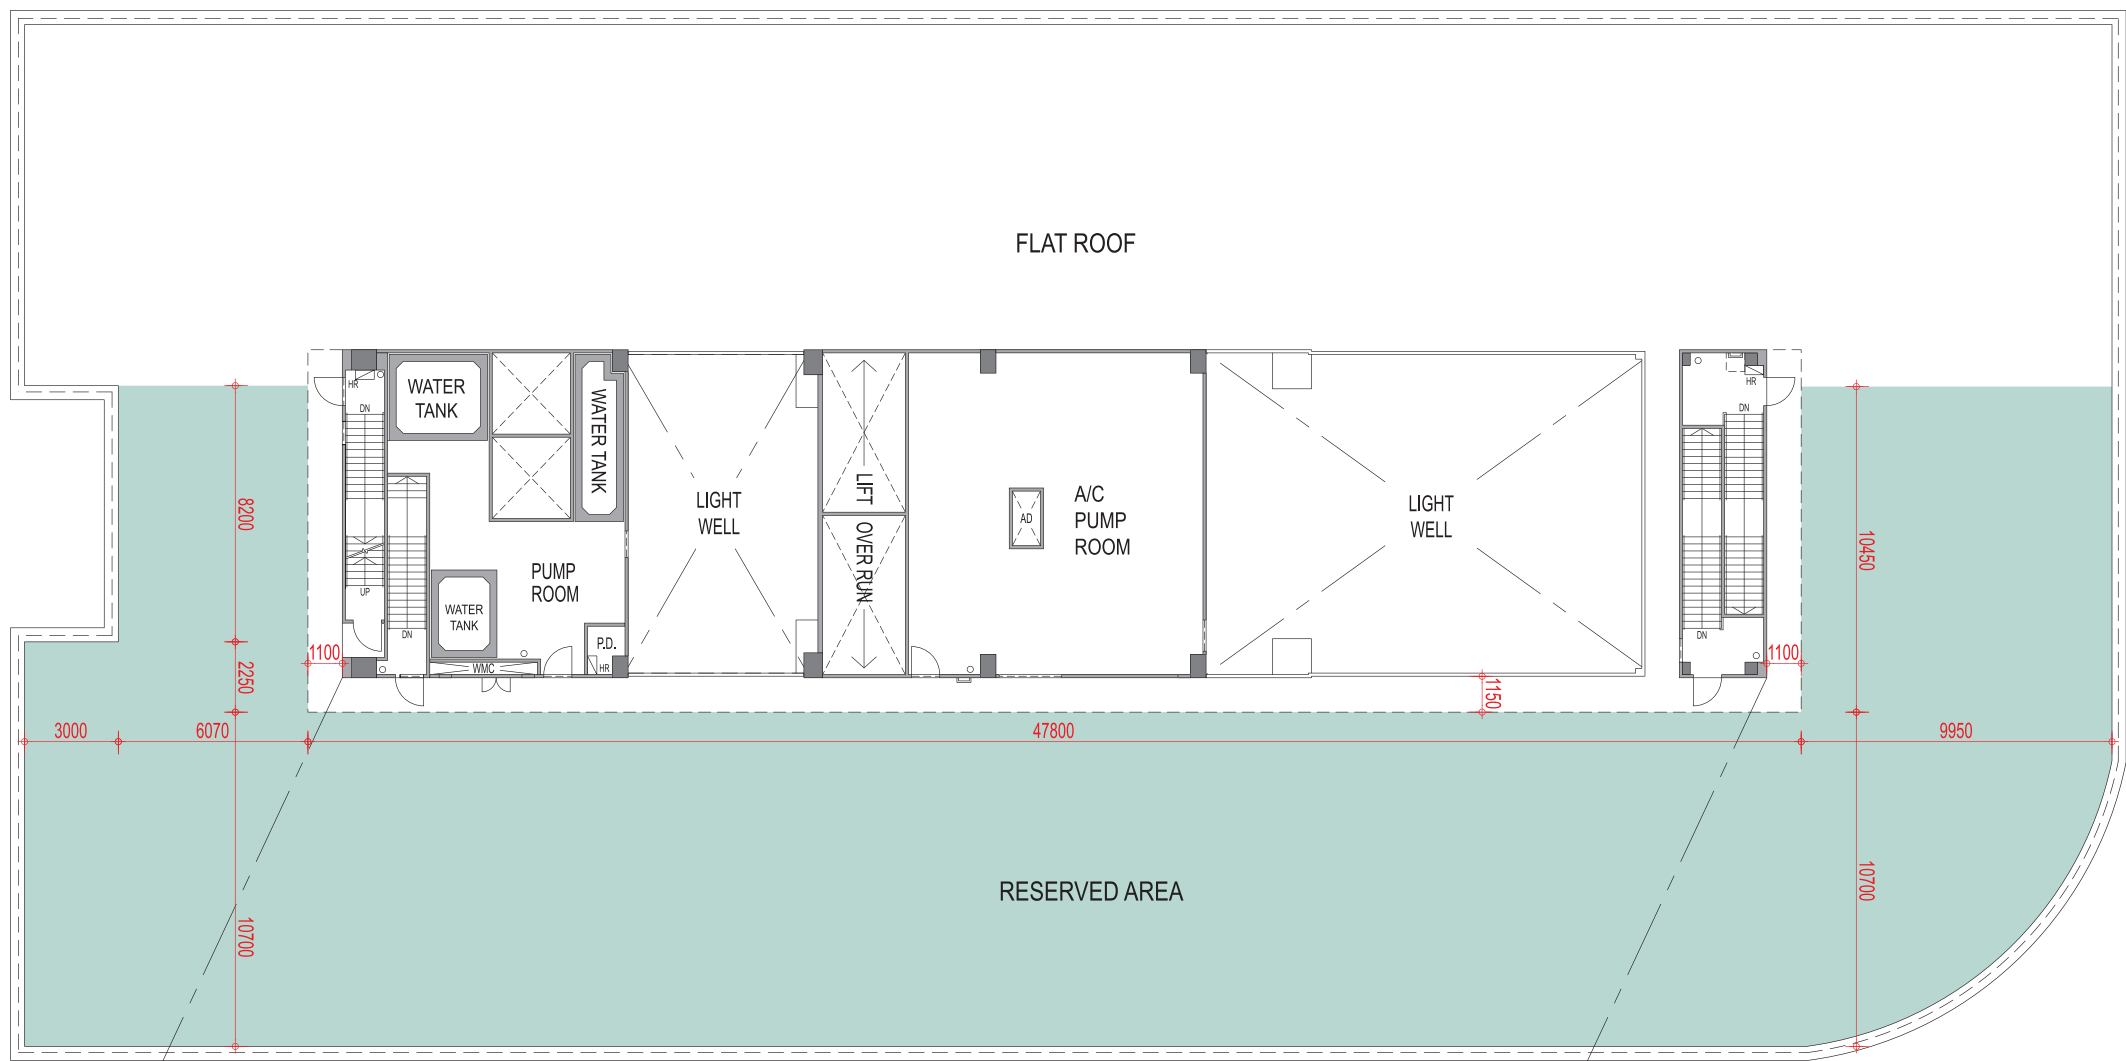 FLAT ROOF
HR
DN
UP
DN
WATER
TANK
WATER TANK
WATER
TANK
PUMP
ROOM
WMC
P.D.
HR
LIGHT
WELL
LIFT
OVER RUN
AD
A/C
PUMP
ROOM
LIGHT
WELL
HR
DN
DN
8200
2250
1100
10450
1100
1150
3000
6070
47800
9950
10700
10700
RESERVED AREA